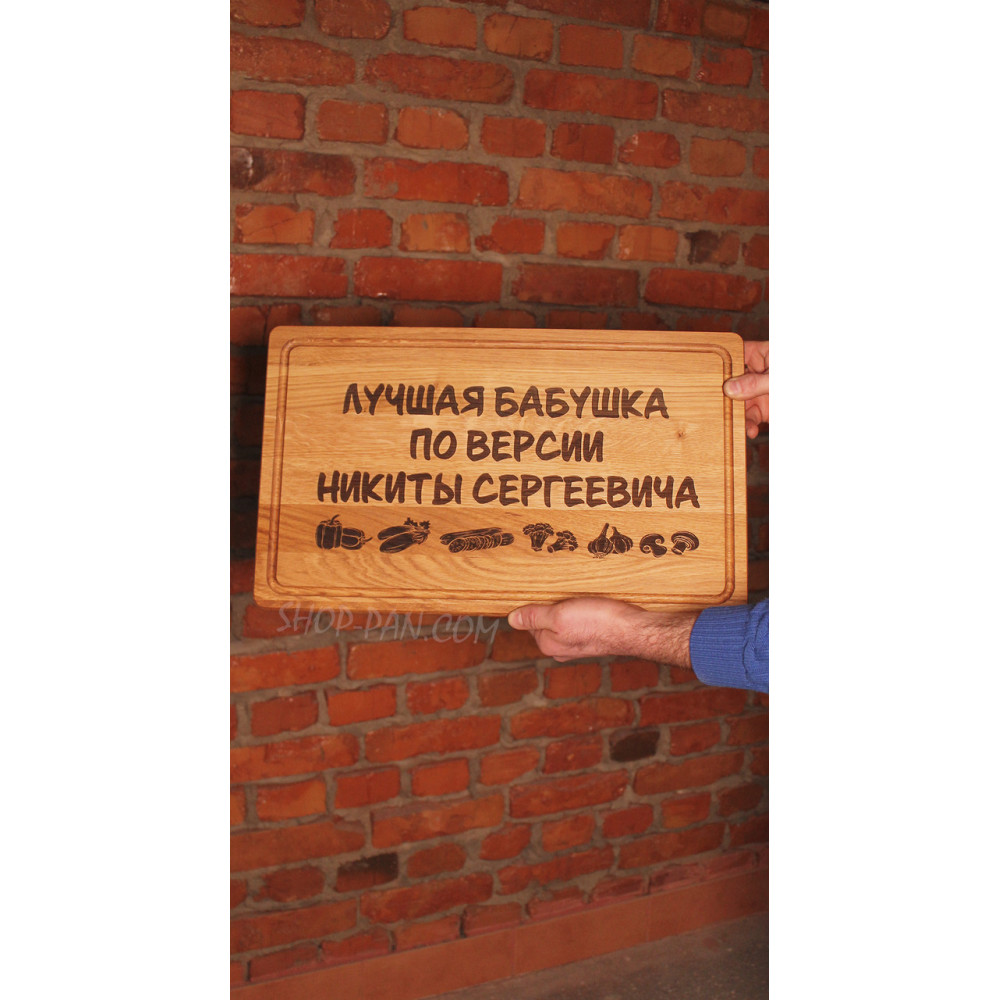 ЛУЧШАЯ БАБУШКА
ПО ВЕРСИИ
НИКИТЫ СЕРГЕЕВИЧА
SHOP-PAN.COM